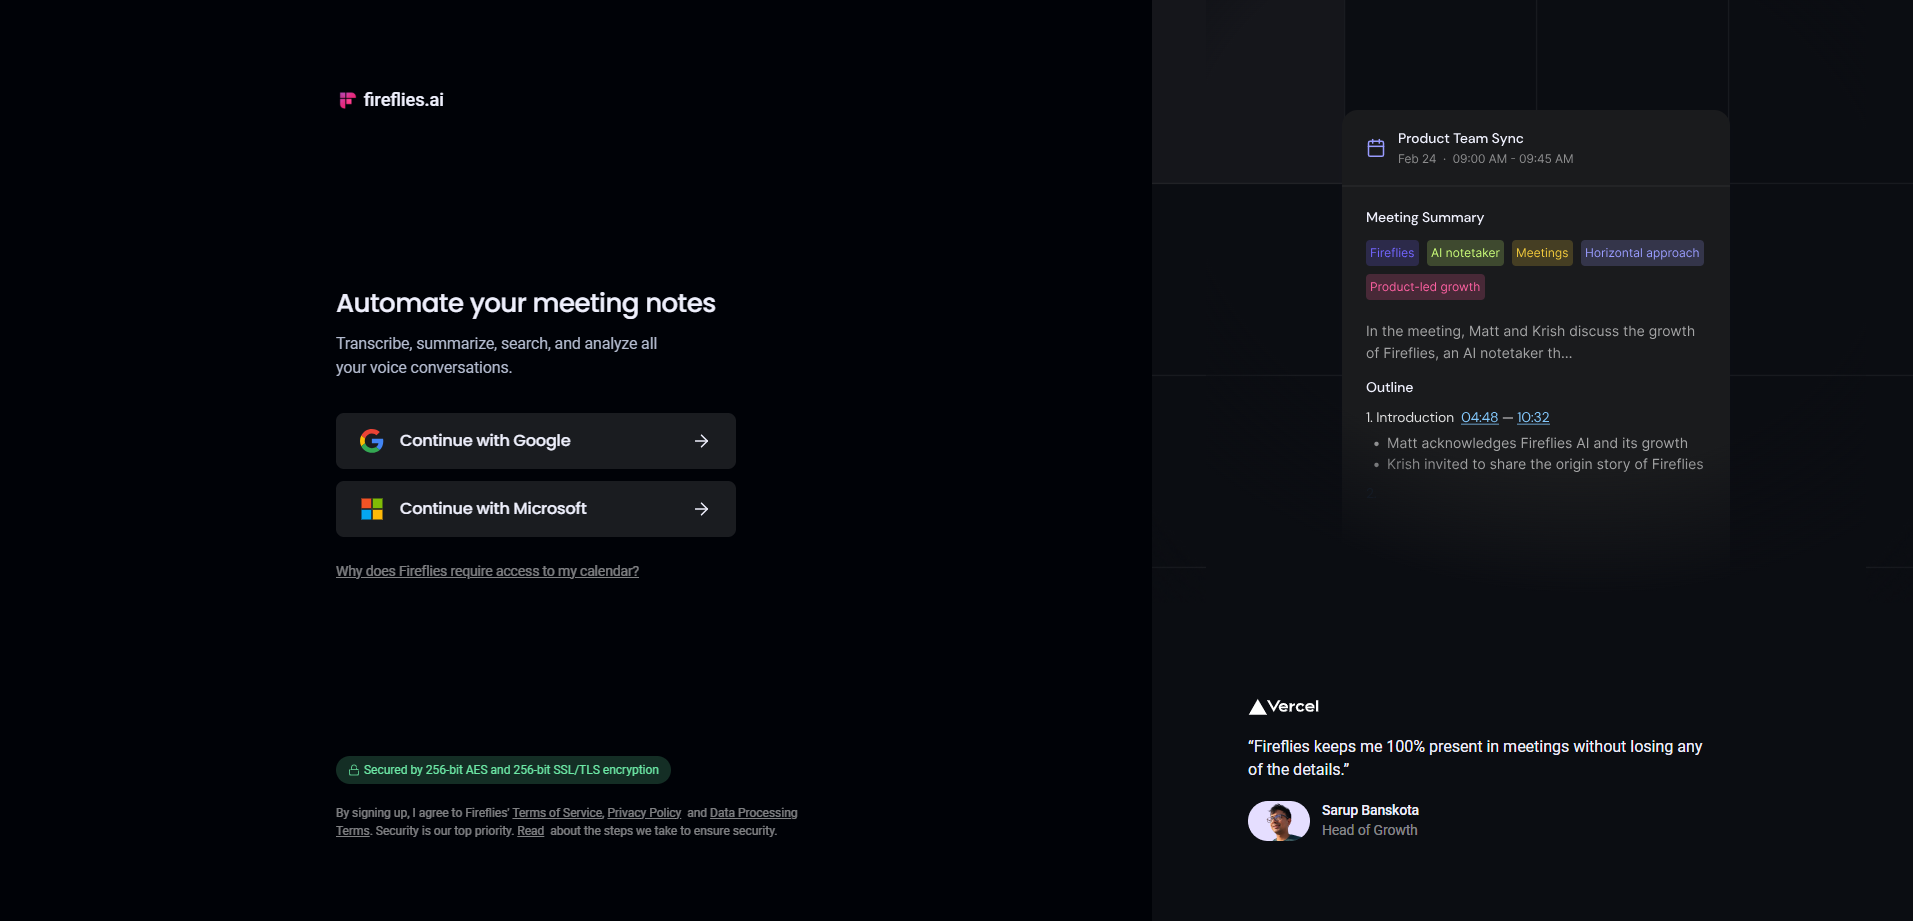 fireflies.ai
Automate your meeting notes
Transcribe, summarize, search, and analyze all
your voice conversations.
Continue with Google
Continue with Microsoft
Why does Fireflies require access to my calendar?
Secured by 256-bit AES and 256-bit SSL/TLS encryption
By signing up, I agree to Fireflies' Terms of Service, Privacy Policy and Data Processing
Terms. Security is our top priority. Read about the steps we take to ensure security.
Product Team Sync
Feb 24 · 09:00 AM - 09:45 AM
Meeting Summary
Fireflies AI notetaker Meetings Horizontal approach
Product-led growth
In the meeting, Matt and Krish discuss the growth
of Fireflies, an AI notetaker th...
Outline
1. Introduction 04:48 — 10:32
• Matt acknowledges Fireflies AI and its growth
• Krish invited to share the origin story of Fireflies
Vercel
“Fireflies keeps me 100% present in meetings without losing any
of the details.”
Sarup Banskota
Head of Growth